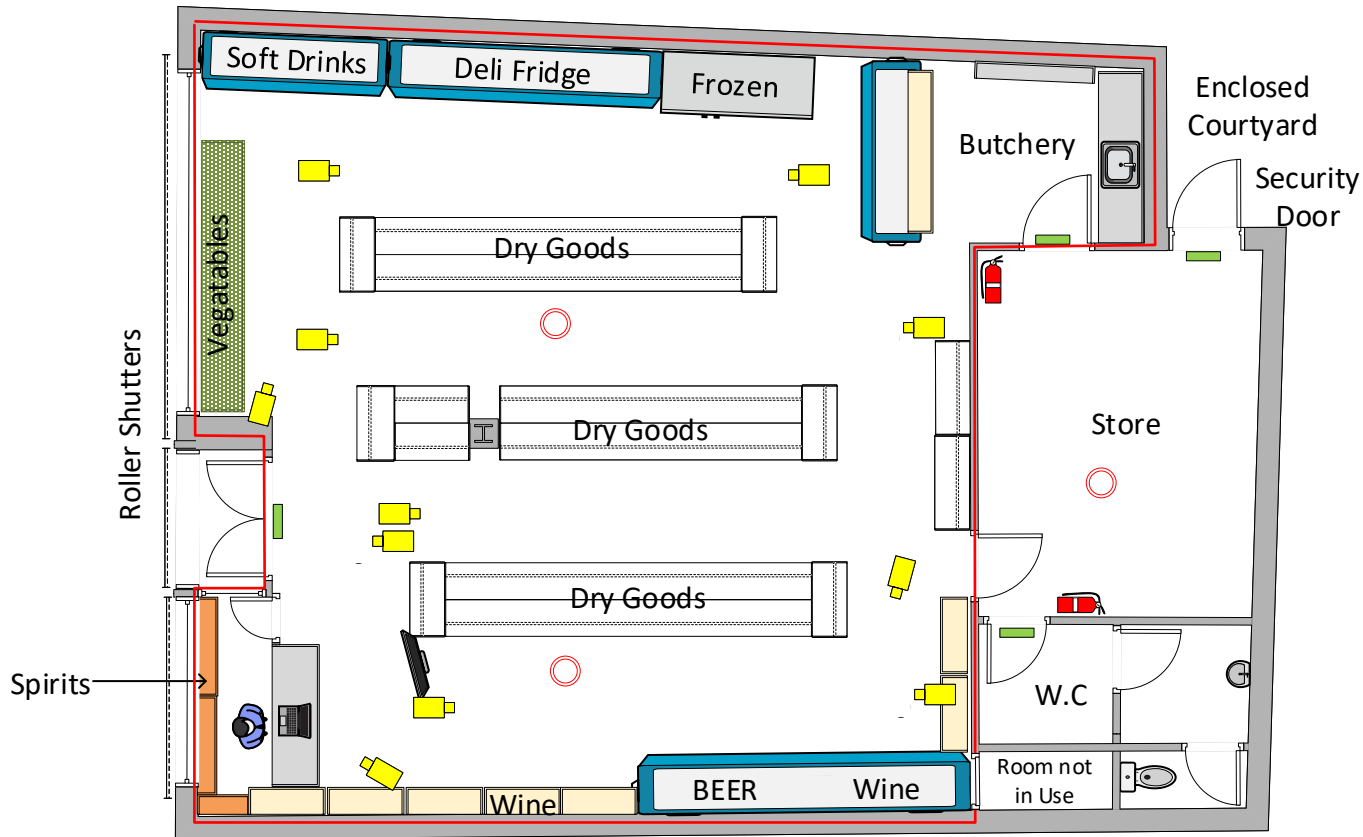 Soft Drinks
Deli Fridge
Frozen
Enclosed
Courtyard
Butchery
Security
Door
Vegatables
Dry Goods
Roller Shutters
Dry Goods
Store
Dry Goods
Spirits
W.C
BEER
Wine
Room not
in Use
Wine